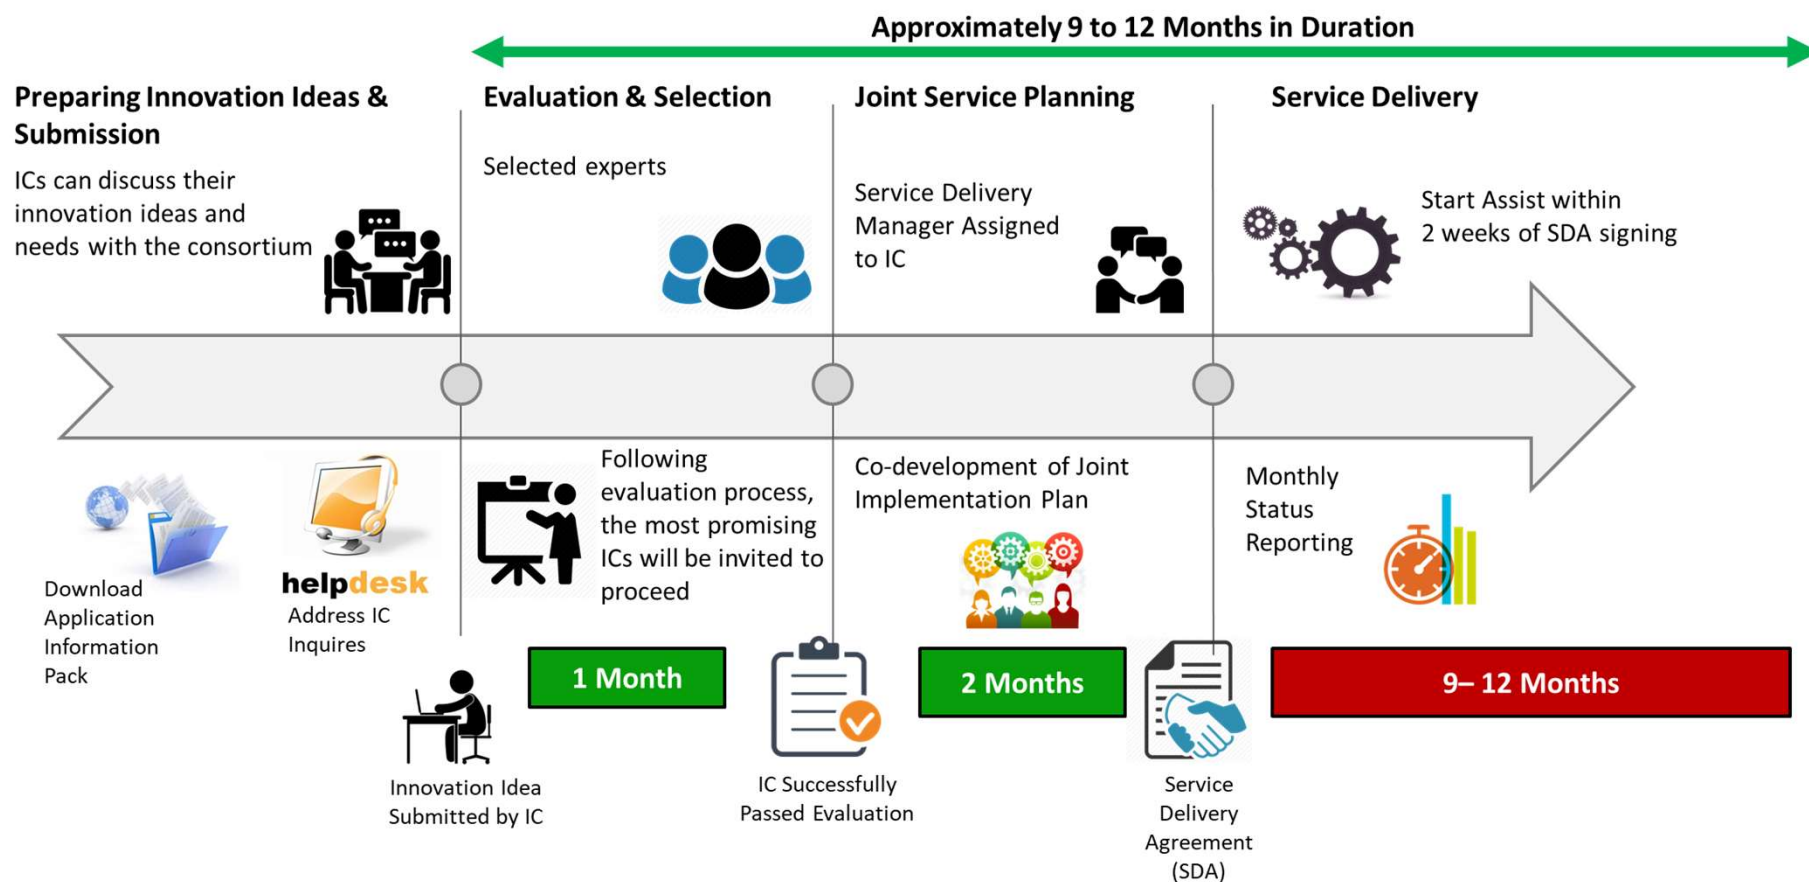 Approximately 9 to 12 Months in Duration
Preparing Innovation Ideas &
Submission
ICs can discuss their
innovation ideas and
needs with the consortium
Evaluation & Selection
Selected experts
Joint Service Planning
Service Delivery
Manager Assigned
to IC
Service Delivery
Start Assist within
2 weeks of SDA signing
Download
Application
Information
Pack
helpdesk
Address IC
Inquires
Innovation Idea
Submitted by IC
Following
evaluation process,
the most promising
ICs will be invited to
proceed
1 Month
IC Successfully
Passed Evaluation
Co-development of Joint
Implementation Plan
2 Months
Service
Delivery
Agreement
(SDA)
Monthly
Status
Reporting
9– 12 Months